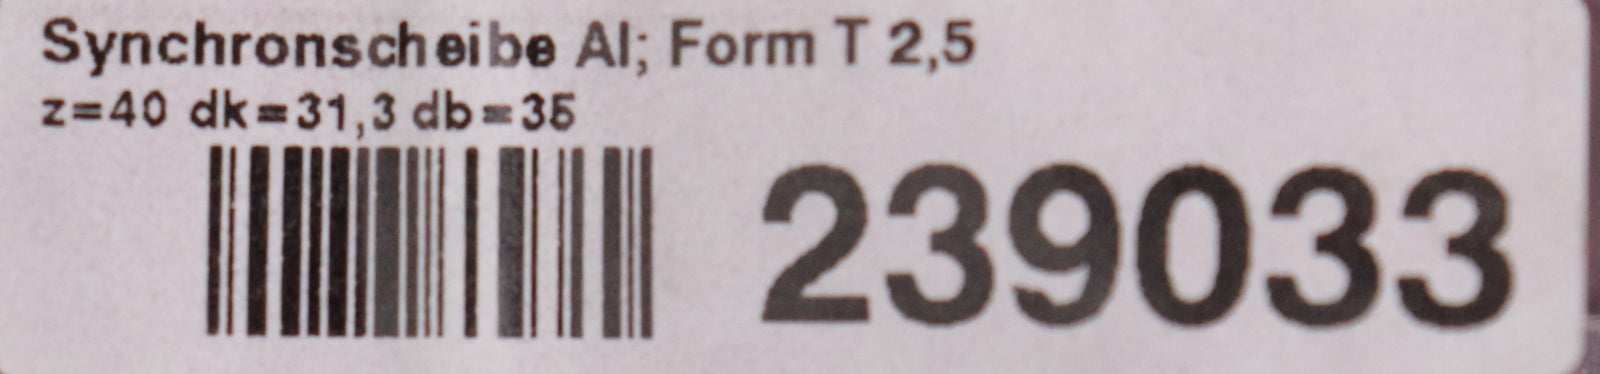 Synchronscheibe Al; Form T 2,5
z=40 dk=31,3 db=35
239033